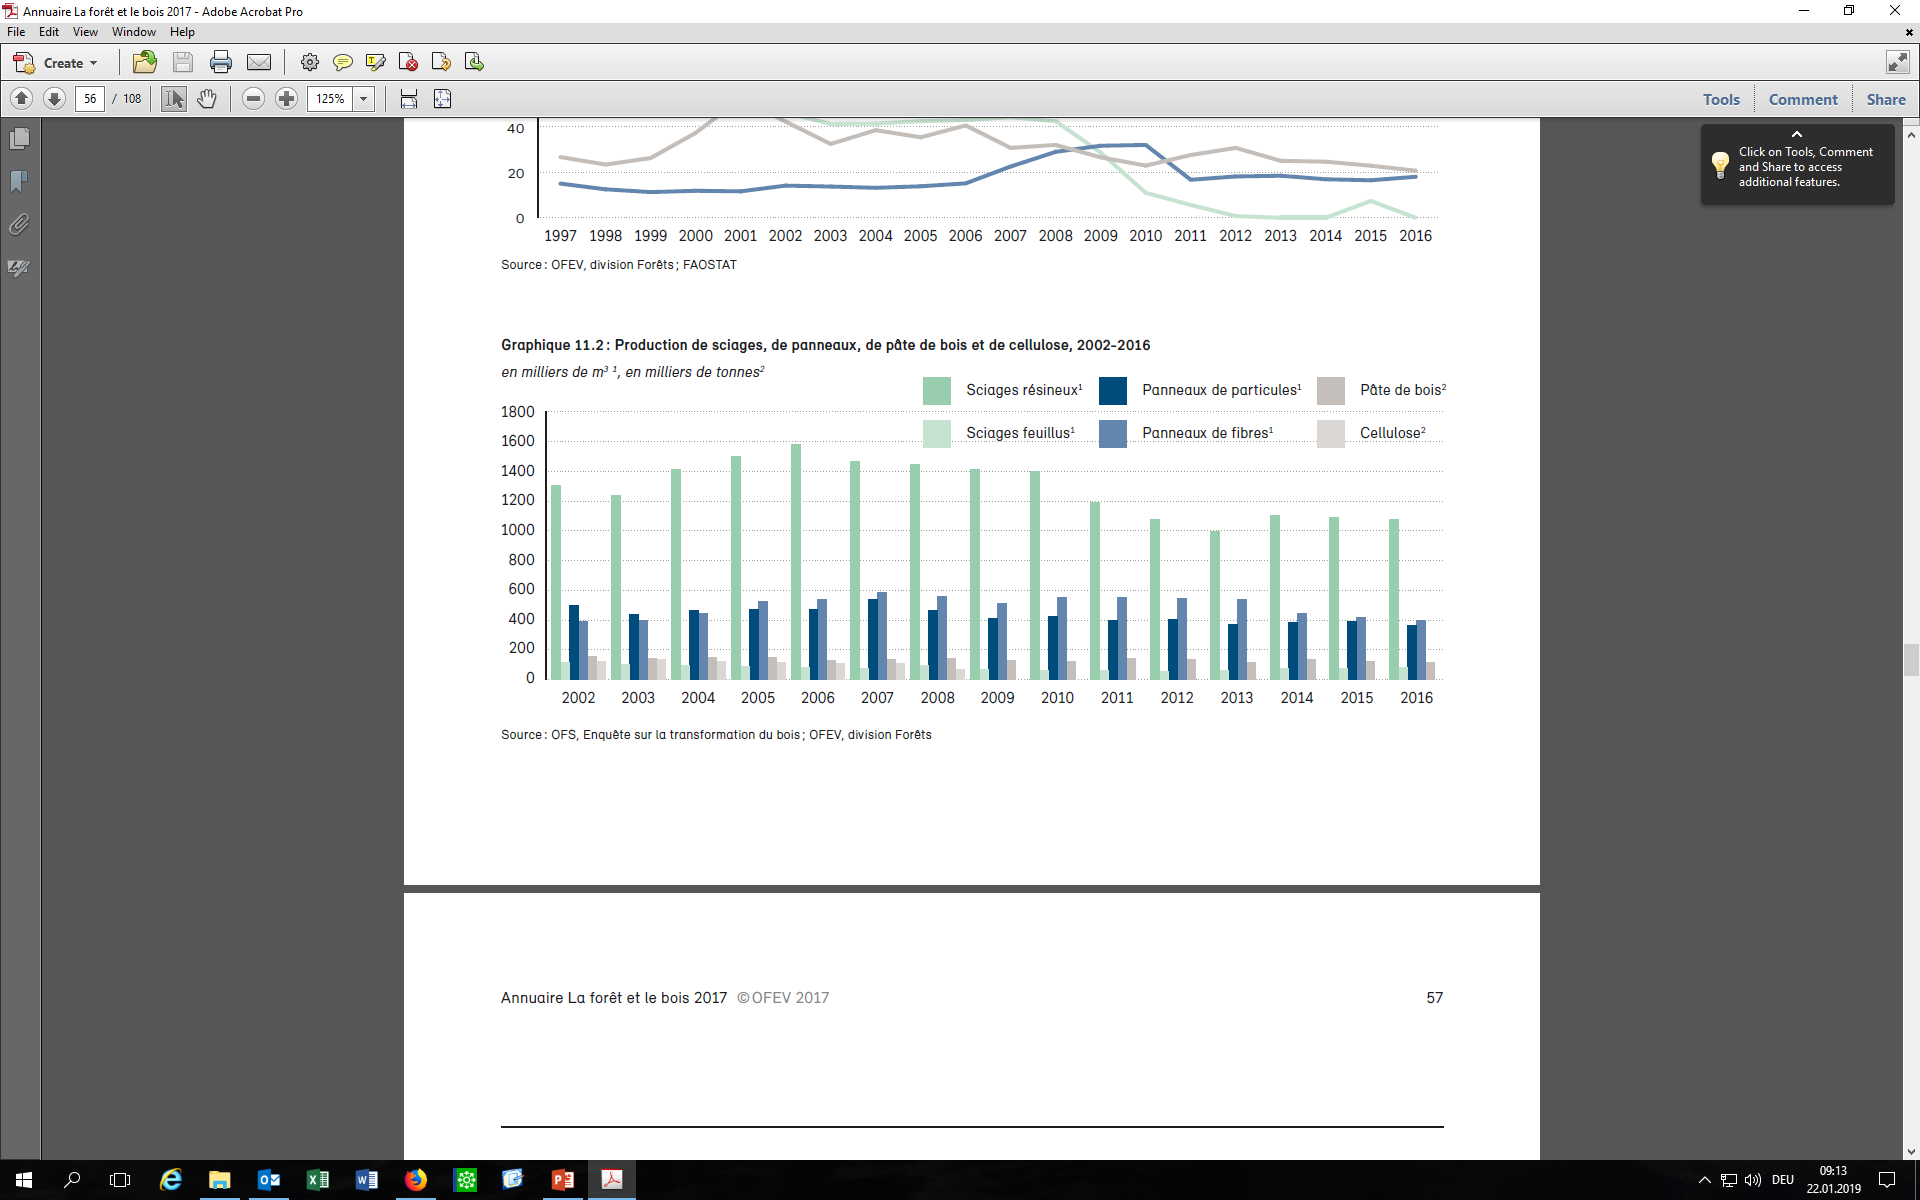 Annuaire La forêt et le bois 2017 - Adobe Acrobat Pro
File Edit View Window Help
Create
56 / 108 125% Tools Comment Share
Click on Tools, Comment
and Share to access
additional features.
40
20
0
1997 1998 1999 2000 2001 2002 2003 2004 2005 2006 2007 2008 2009 2010 2011 2012 2013 2014 2015 2016
Source : OFEV, division Forêts ; FAOSTAT
Graphique 11.2 : Production de sciages, de panneaux, de pâte de bois et de cellulose, 2002-2016
en milliers de m³ ¹, en milliers de tonnes²
Sciages résineux¹ Panneaux de particules¹ Pâte de bois²
Sciages feuillus¹ Panneaux de fibres¹ Cellulose²
1800
1600
1400
1200
1000
800
600
400
200
0
2002 2003 2004 2005 2006 2007 2008 2009 2010 2011 2012 2013 2014 2015 2016
Source : OFS, Enquête sur la transformation du bois ; OFEV, division Forêts
Annuaire La forêt et le bois 2017 © OFEV 2017 57
DEU
09:13
22.01.2019